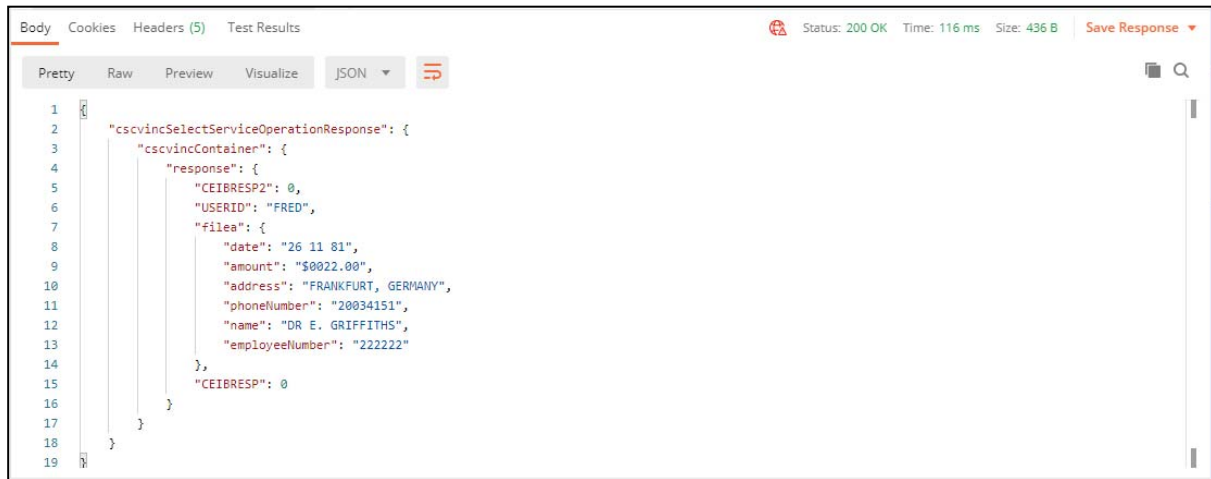 Body Cookies Headers (5) Test Results Status: 200 OK Time: 116 ms Size: 436 B Save Response
Pretty Raw Preview Visualize JSON
1 {
2 "cscvincSelectServiceOperationResponse": {
3 "cscvincContainer": {
4 "response": {
5 "CEIBRESP2": 0,
6 "USERID": "FRED",
7 "filea": {
8 "date": "26 11 81",
9 "amount": "$0022.00",
10 "address": "FRANKFURT, GERMANY",
11 "phoneNumber": "20034151",
12 "name": "DR E. GRIFFITHS",
13 "employeeNumber": "222222"
14 },
15 "CEIBRESP": 0
16 }
17 }
18 }
19 }